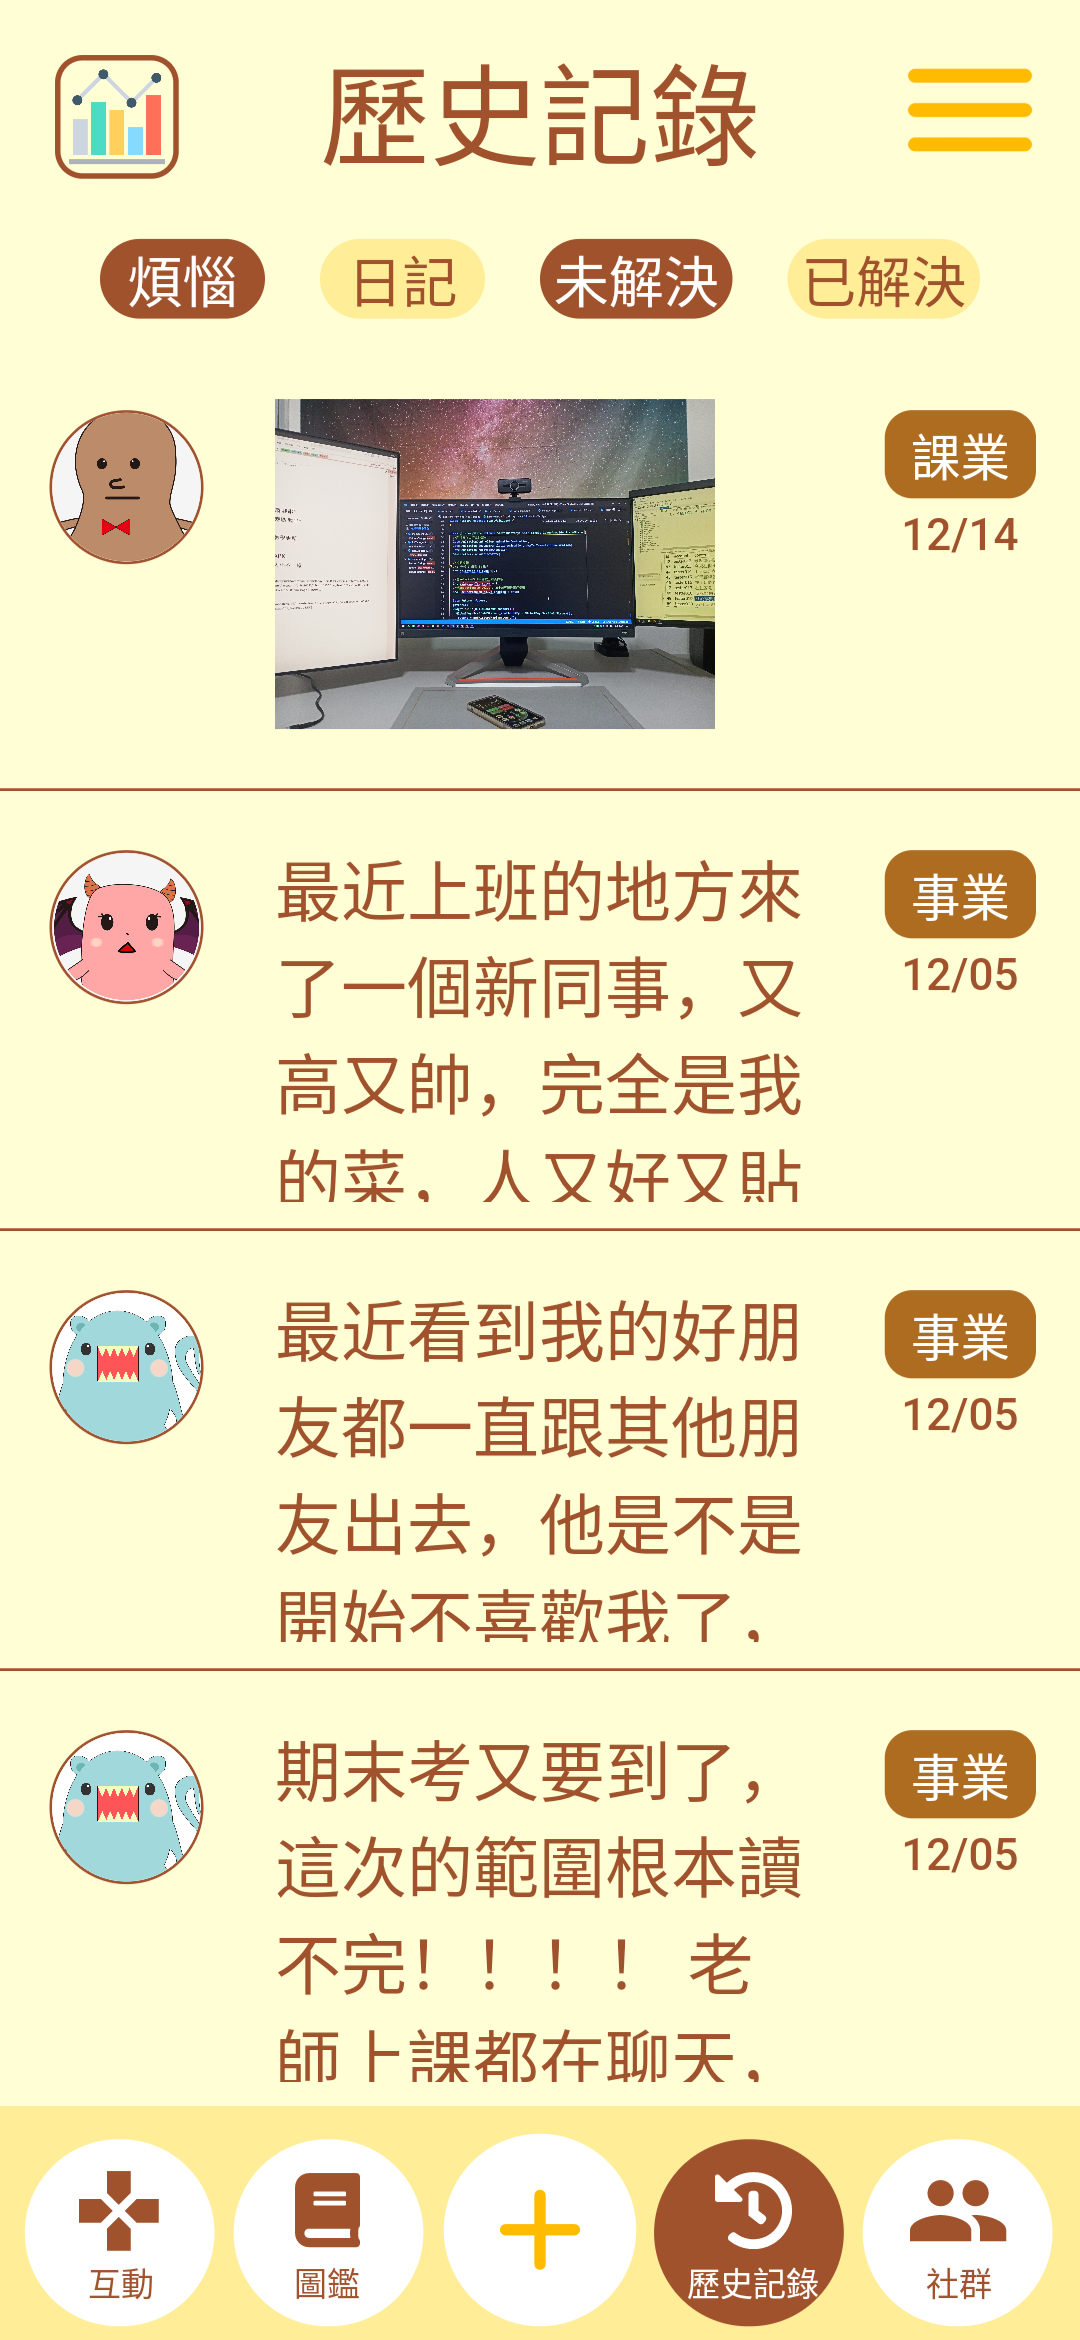 歷史記錄
煩惱 日記 未解決 已解決
課業
12/14
最近上班的地方來
了一個新同事，又
高又帥，完全是我
的菜，人又好又貼
事業
12/05
最近看到我的好朋
友都一直跟其他朋
友出去，他是不是
開始不喜歡我了，
事業
12/05
期末考又要到了，
這次的範圍根本讀
不完！！！！ 老
師上課都在聊天，
事業
12/05
互動 圖鑑 歷史記錄 社群